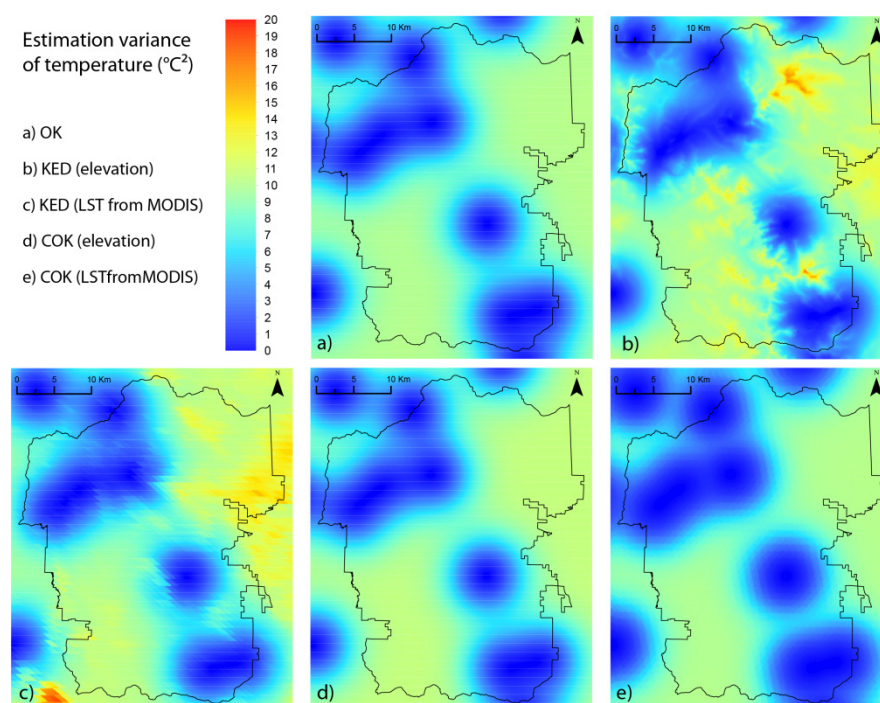 Estimation variance
of temperature (°C²)
a) OK
b) KED (elevation)
c) KED (LST from MODIS)
d) COK (elevation)
e) COK (LSTfromMODIS)
20
19
18
17
16
15
14
13
12
11
10
9
8
7
6
5
4
3
2
1
0
0 5 10 Km
N
a)
0 5 10 Km
N
b)
0 5 10 Km
N
c)
0 5 10 Km
N
d)
0 5 10 Km
N
e)